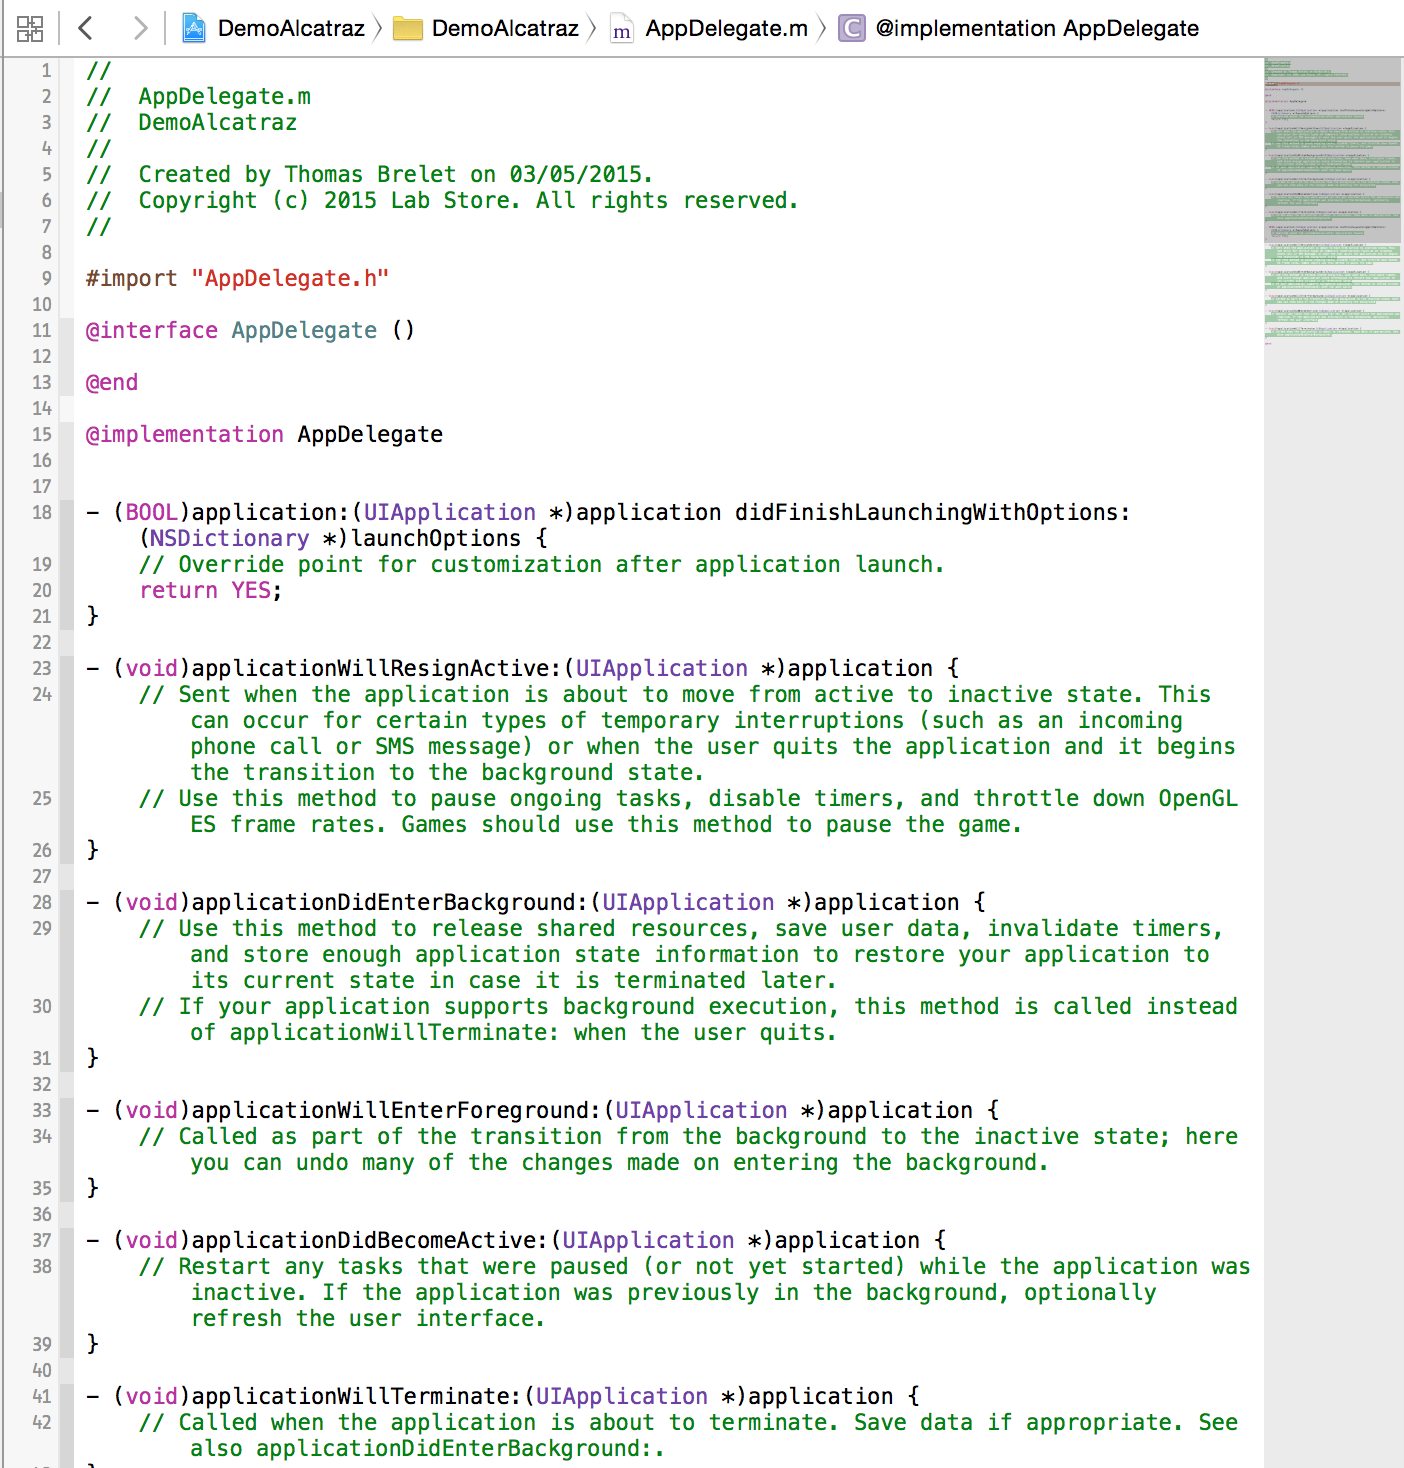 DemoAlcatraz DemoAlcatraz m AppDelegate.m C @implementation AppDelegate
1 //
2 //  AppDelegate.m
3 //  DemoAlcatraz
4 //
5 //  Created by Thomas Brelet on 03/05/2015.
6 //  Copyright (c) 2015 Lab Store. All rights reserved.
7 //
8
9 #import "AppDelegate.h"
10
11 @interface AppDelegate ()
12
13 @end
14
15 @implementation AppDelegate
16
17
18 - (BOOL)application:(UIApplication *)application didFinishLaunchingWithOptions:
(NSDictionary *)launchOptions {
19 // Override point for customization after application launch.
20 return YES;
21 }
22
23 - (void)applicationWillResignActive:(UIApplication *)application {
24 // Sent when the application is about to move from active to inactive state. This
can occur for certain types of temporary interruptions (such as an incoming
phone call or SMS message) or when the user quits the application and it begins
the transition to the background state.
25 // Use this method to pause ongoing tasks, disable timers, and throttle down OpenGL
ES frame rates. Games should use this method to pause the game.
26 }
27
28 - (void)applicationDidEnterBackground:(UIApplication *)application {
29 // Use this method to release shared resources, save user data, invalidate timers,
and store enough application state information to restore your application to
its current state in case it is terminated later.
30 // If your application supports background execution, this method is called instead
of applicationWillTerminate: when the user quits.
31 }
32
33 - (void)applicationWillEnterForeground:(UIApplication *)application {
34 // Called as part of the transition from the background to the inactive state; here
you can undo many of the changes made on entering the background.
35 }
36
37 - (void)applicationDidBecomeActive:(UIApplication *)application {
38 // Restart any tasks that were paused (or not yet started) while the application was
inactive. If the application was previously in the background, optionally
refresh the user interface.
39 }
40
41 - (void)applicationWillTerminate:(UIApplication *)application {
42 // Called when the application is about to terminate. Save data if appropriate. See
also applicationDidEnterBackground:.